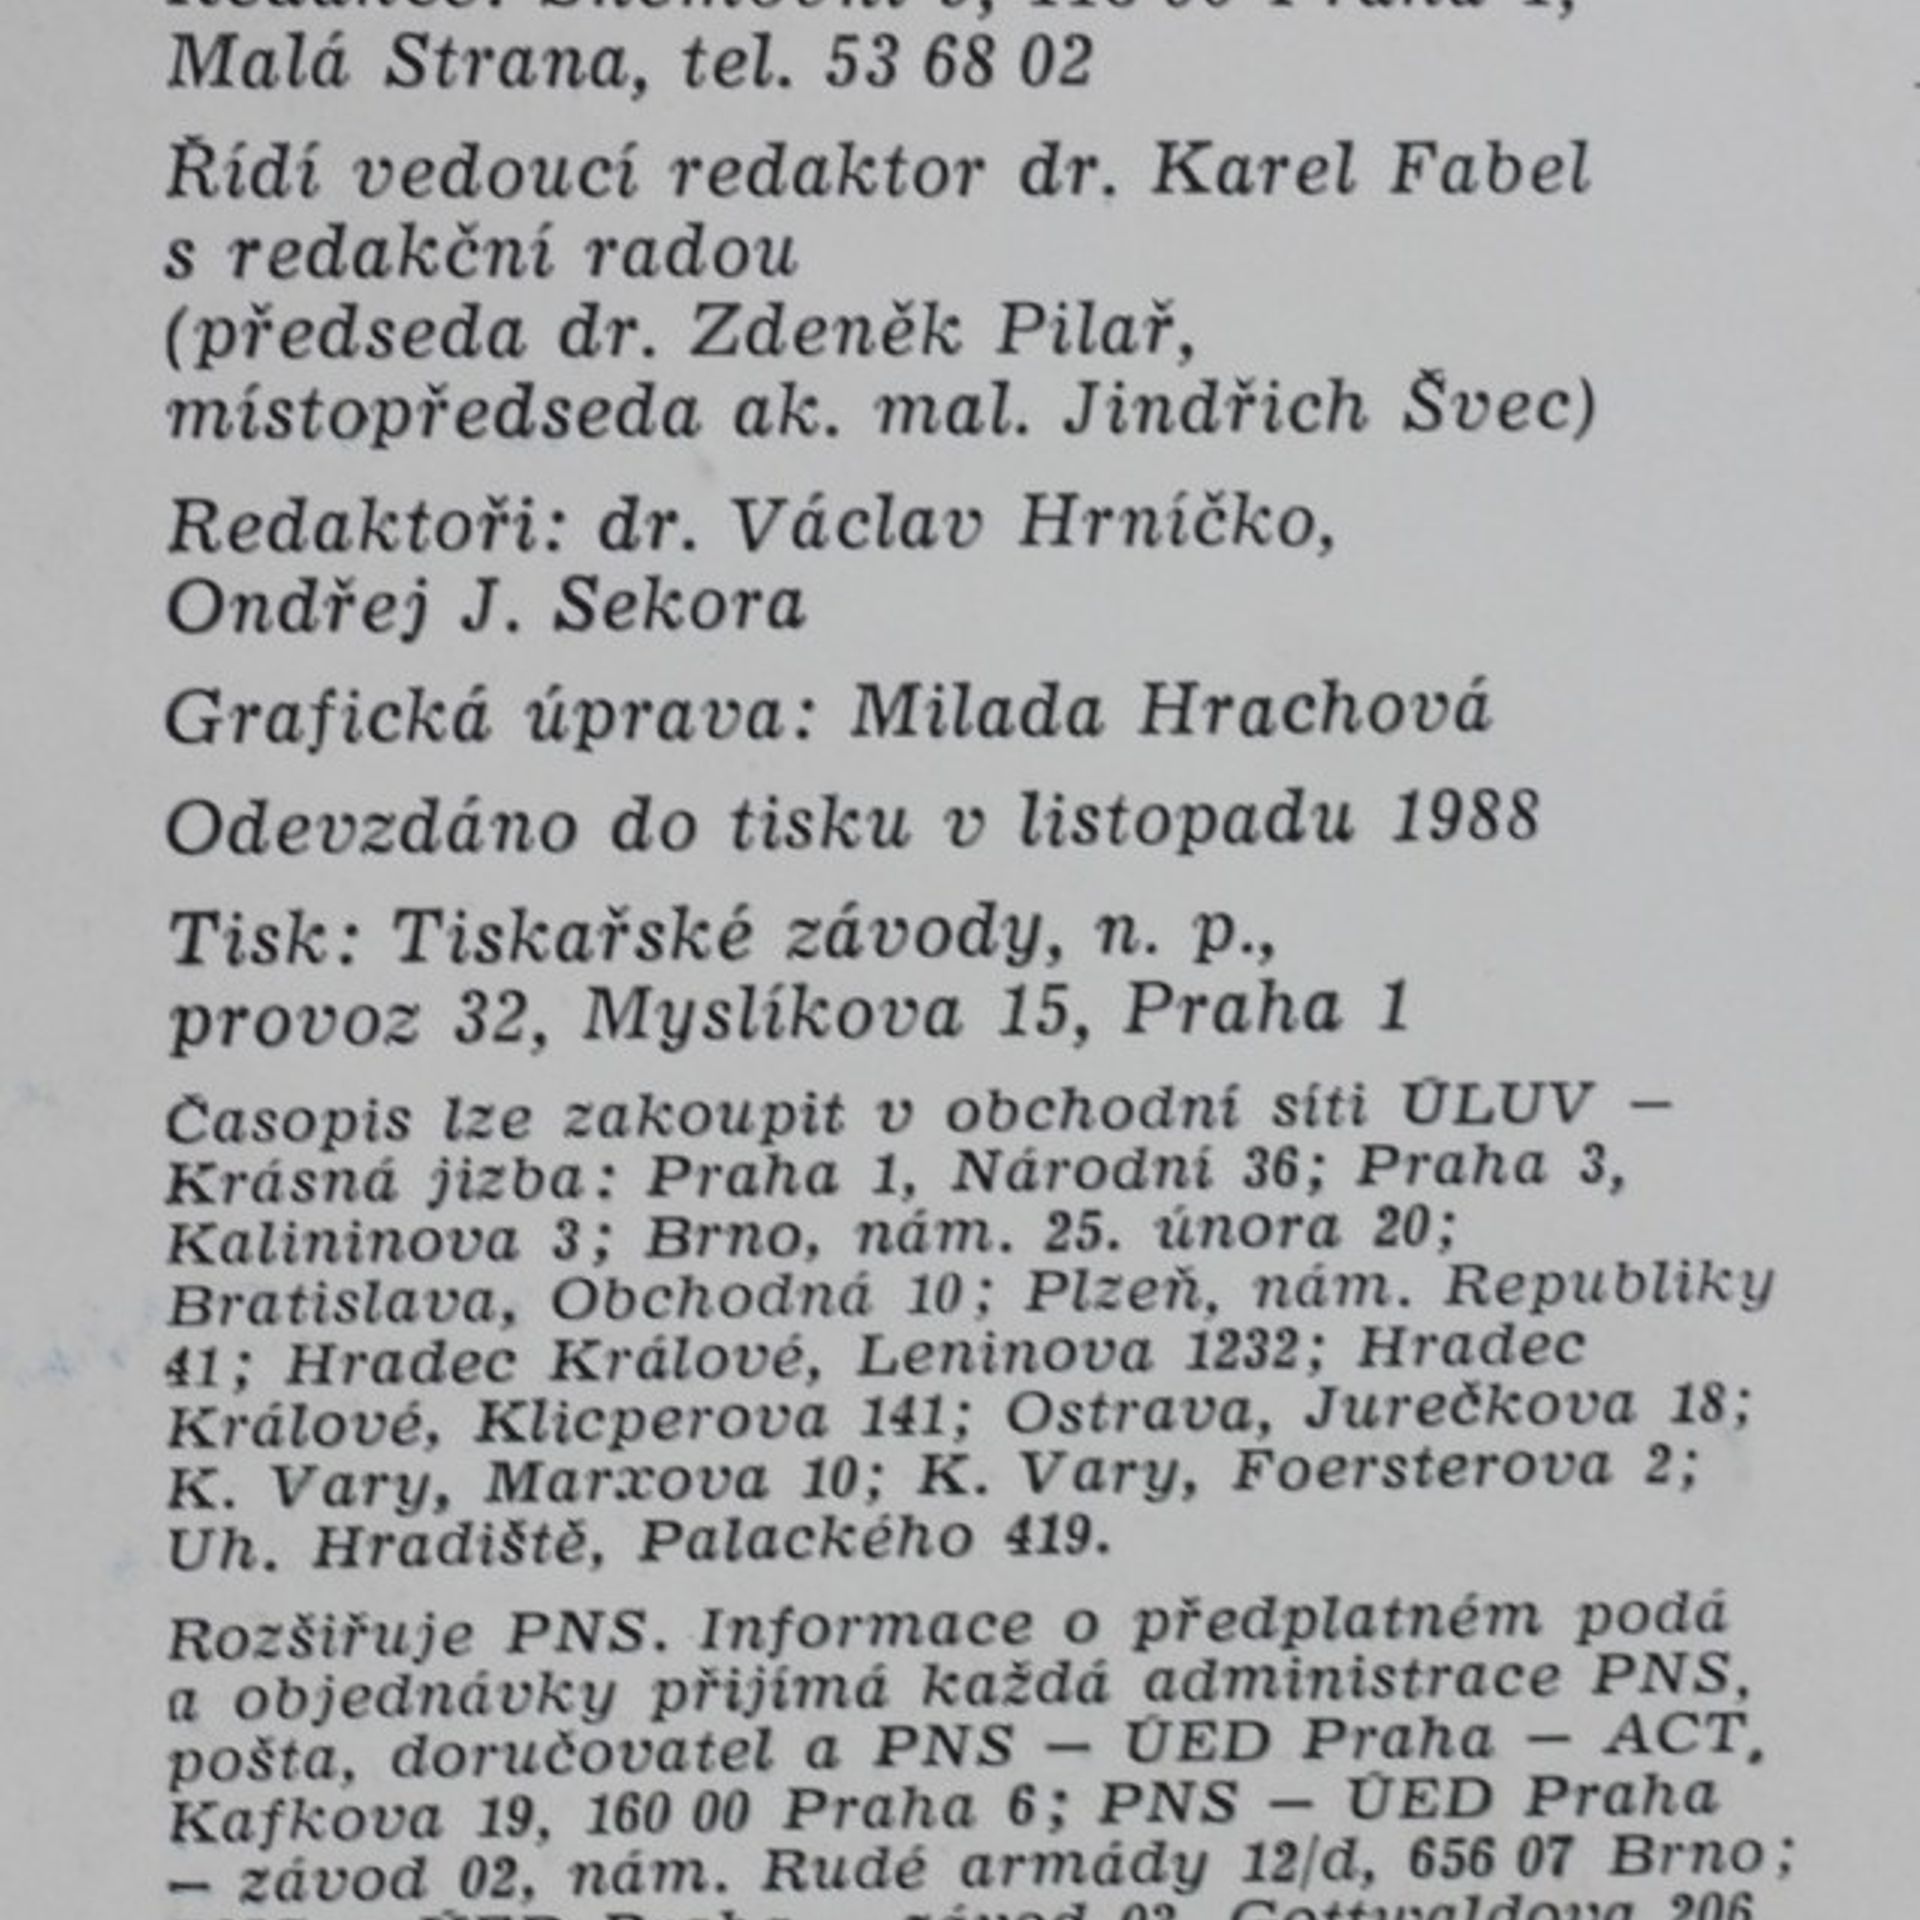 Malá Strana, tel. 53 68 02
Řídí vedoucí redaktor dr. Karel Fabel
s redakční radou
(předseda dr. Zdeněk Pilař,
místopředseda ak. mal. Jindřich Švec)
Redaktoři: dr. Václav Hrníčko,
Ondřej J. Sekora
Grafická úprava: Milada Hrachová
Odevzdáno do tisku v listopadu 1988
Tisk: Tiskařské závody, n. p.,
provoz 32, Myslíkova 15, Praha 1
Časopis lze zakoupit v obchodní síti ÚLUV —
Krásná jizba: Praha 1, Národní 36; Praha 3,
Kalininova 3; Brno, nám. 25. února 20;
Bratislava, Obchodná 10; Plzeň, nám. Republiky
41; Hradec Králové, Leninova 1232; Hradec
Králové, Klicperova 141; Ostrava, Jurečkova 18;
K. Vary, Marxova 10; K. Vary, Foersterova 2;
Uh. Hradiště, Palackého 419.
Rozšiřuje PNS. Informace o předplatném podá
a objednávky přijímá každá administrace PNS,
pošta, doručovatel a PNS — ÚED Praha — ACT,
Kafkova 19, 160 00 Praha 6; PNS — ÚED Praha
— závod 02, nám. Rudé armády 12/d, 656 07 Brno;
ÚED Praha — závod 03, Gottwaldova 206